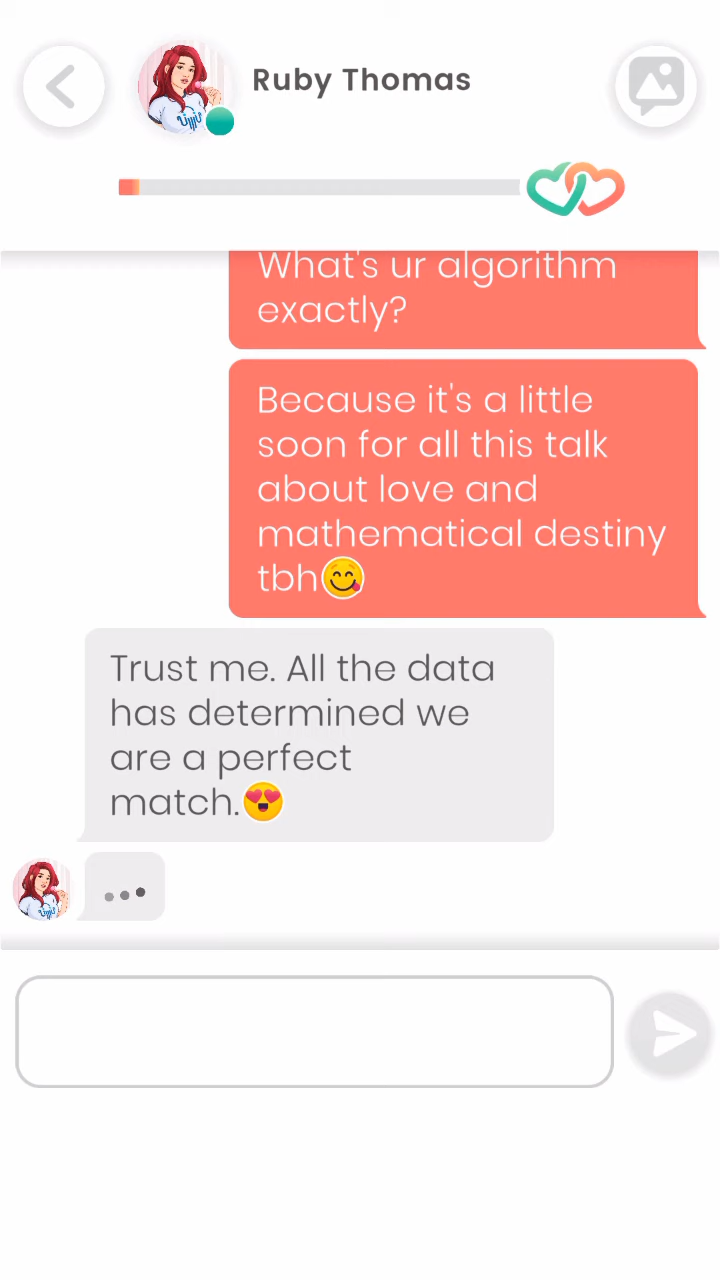 Ruby Thomas
What's ur algorithm
exactly?
Because it's a little
soon for all this talk
about love and
mathematical destiny
tbh😋
Trust me. All the data
has determined we
are a perfect
match.😍